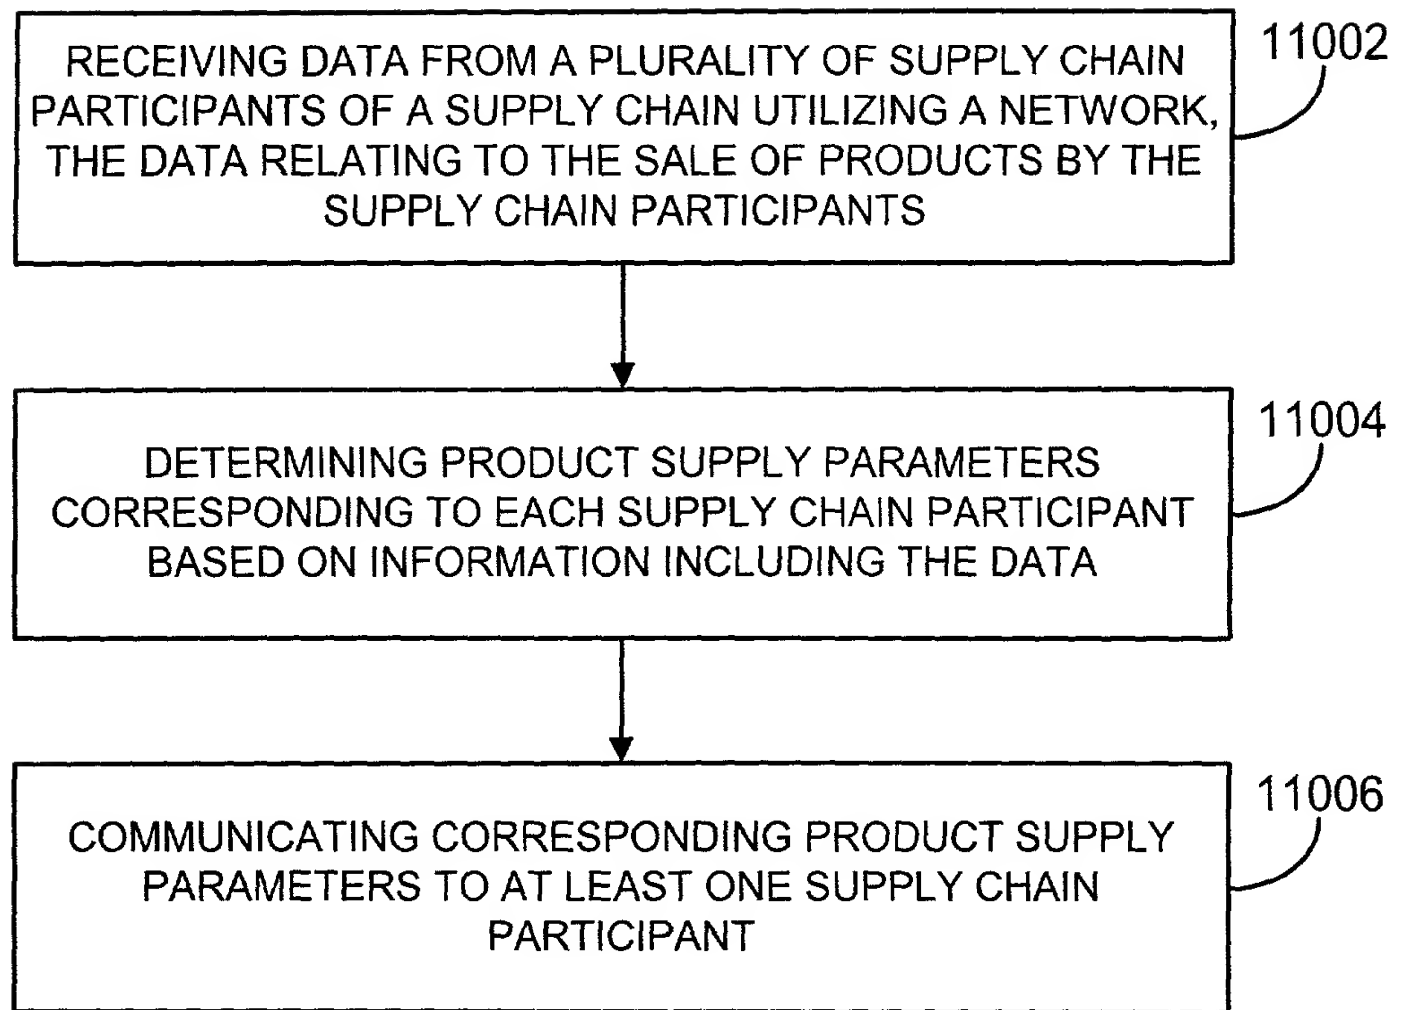 RECEIVING DATA FROM A PLURALITY OF SUPPLY CHAIN
PARTICIPANTS OF A SUPPLY CHAIN UTILIZING A NETWORK,
THE DATA RELATING TO THE SALE OF PRODUCTS BY THE
SUPPLY CHAIN PARTICIPANTS
11002
DETERMINING PRODUCT SUPPLY PARAMETERS
CORRESPONDING TO EACH SUPPLY CHAIN PARTICIPANT
BASED ON INFORMATION INCLUDING THE DATA
11004
COMMUNICATING CORRESPONDING PRODUCT SUPPLY
PARAMETERS TO AT LEAST ONE SUPPLY CHAIN
PARTICIPANT
11006